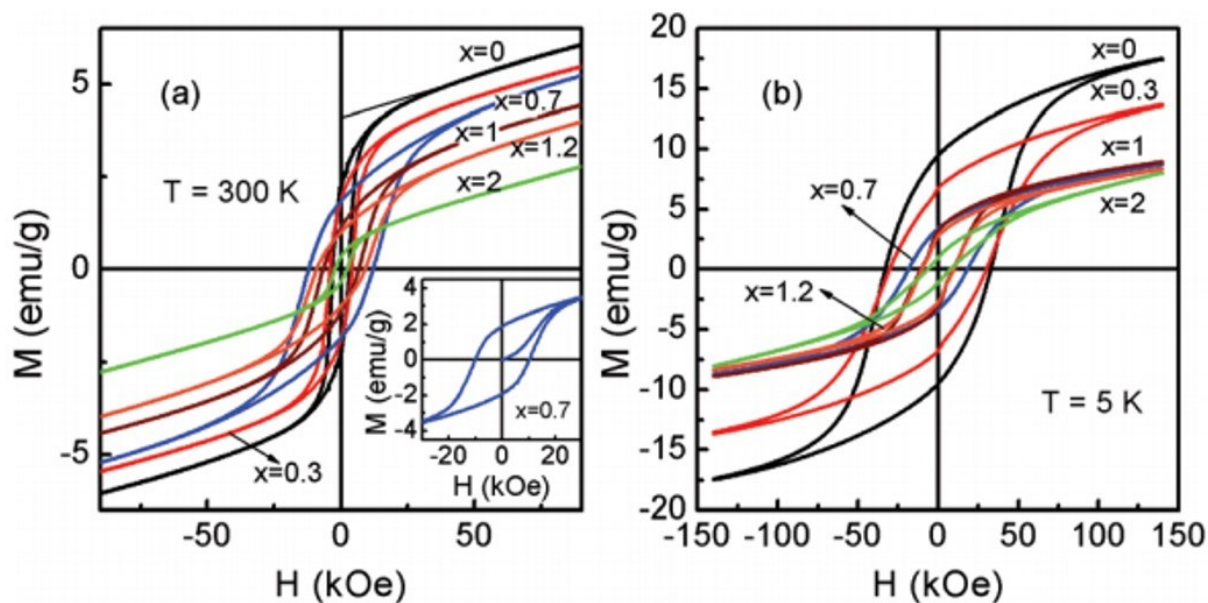 (a)
x=0
x=0.7
x=1
x=1.2
x=2
T = 300 K
x=0.3
5
0
-5
-50
0
50
M (emu/g)
H (kOe)
4
2
0
-2
-4
-20
0
20
M (emu/g)
H (kOe)
x=0.7
(b)
x=0
x=0.3
x=1
x=0.7
x=2
x=1.2
T = 5 K
20
15
10
5
0
-5
-10
-15
-20
-150
-100
-50
0
50
100
150
M (emu/g)
H (kOe)